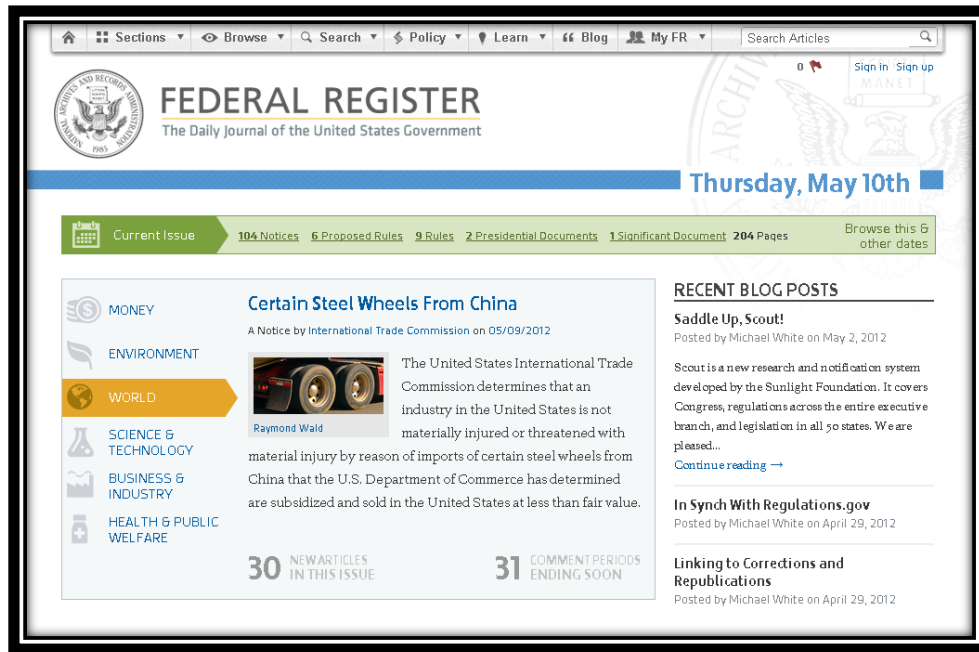 Sections Browse Search Policy Learn Blog My FR Search Articles
0 Sign in Sign up
NATIONAL ARCHIVES AND RECORDS ADMINISTRATION
1985
FEDERAL REGISTER
The Daily Journal of the United States Government
ARCHIV
MANET
Thursday, May 10th
Current Issue 104 Notices 6 Proposed Rules 9 Rules 2 Presidential Documents 1 Significant Document 204 Pages Browse this &
other dates
MONEY
ENVIRONMENT
WORLD
SCIENCE &
TECHNOLOGY
BUSINESS &
INDUSTRY
HEALTH & PUBLIC
WELFARE
Certain Steel Wheels From China
A Notice by International Trade Commission on 05/09/2012
Raymond Wald
The United States International Trade
Commission determines that an
industry in the United States is not
materially injured or threatened with
material injury by reason of imports of certain steel wheels from
China that the U.S. Department of Commerce has determined
are subsidized and sold in the United States at less than fair value.
30 NEW ARTICLES
IN THIS ISSUE
31 COMMENT PERIODS
ENDING SOON
RECENT BLOG POSTS
Saddle Up, Scout!
Posted by Michael White on May 2, 2012
Scout is a new research and notification system
developed by the Sunlight Foundation. It covers
Congress, regulations across the entire executive
branch, and legislation in all 50 states. We are
pleased...
Continue reading →
In Synch With Regulations.gov
Posted by Michael White on April 29, 2012
Linking to Corrections and
Republications
Posted by Michael White on April 29, 2012